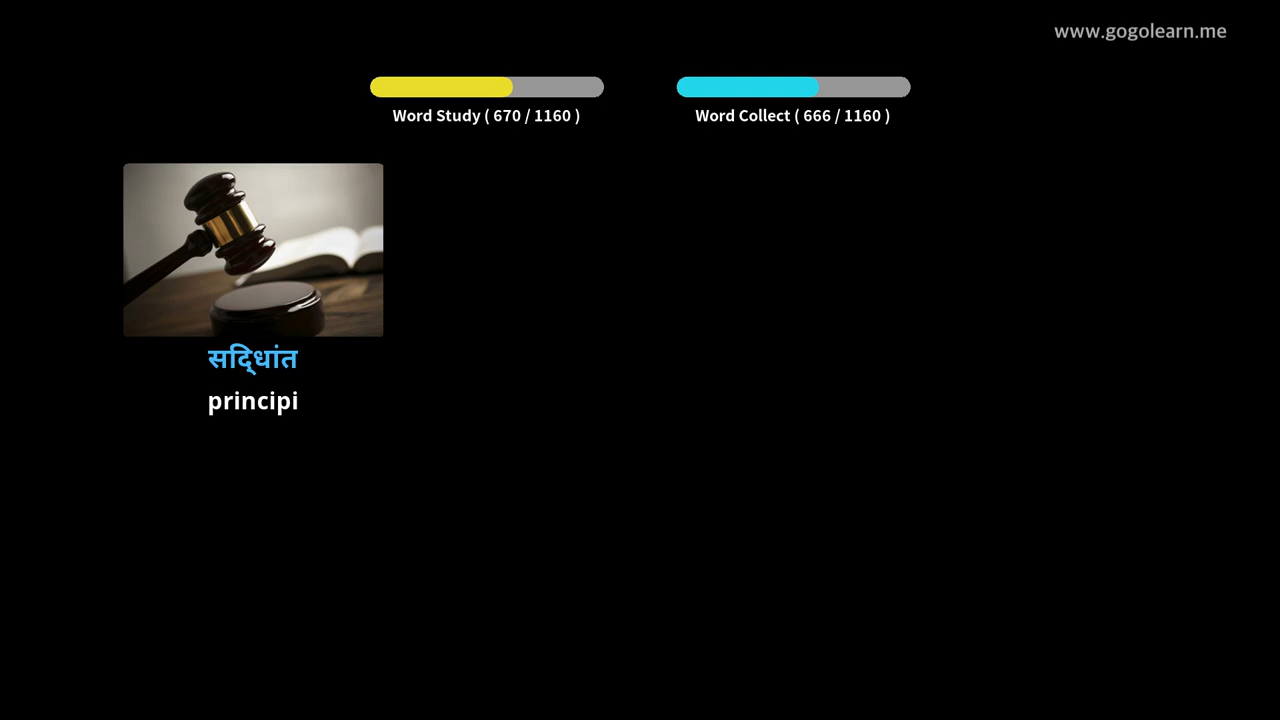 www.gogolearn.me
Word Study ( 670 / 1160 )
Word Collect ( 666 / 1160 )
सद्धिांत
principi